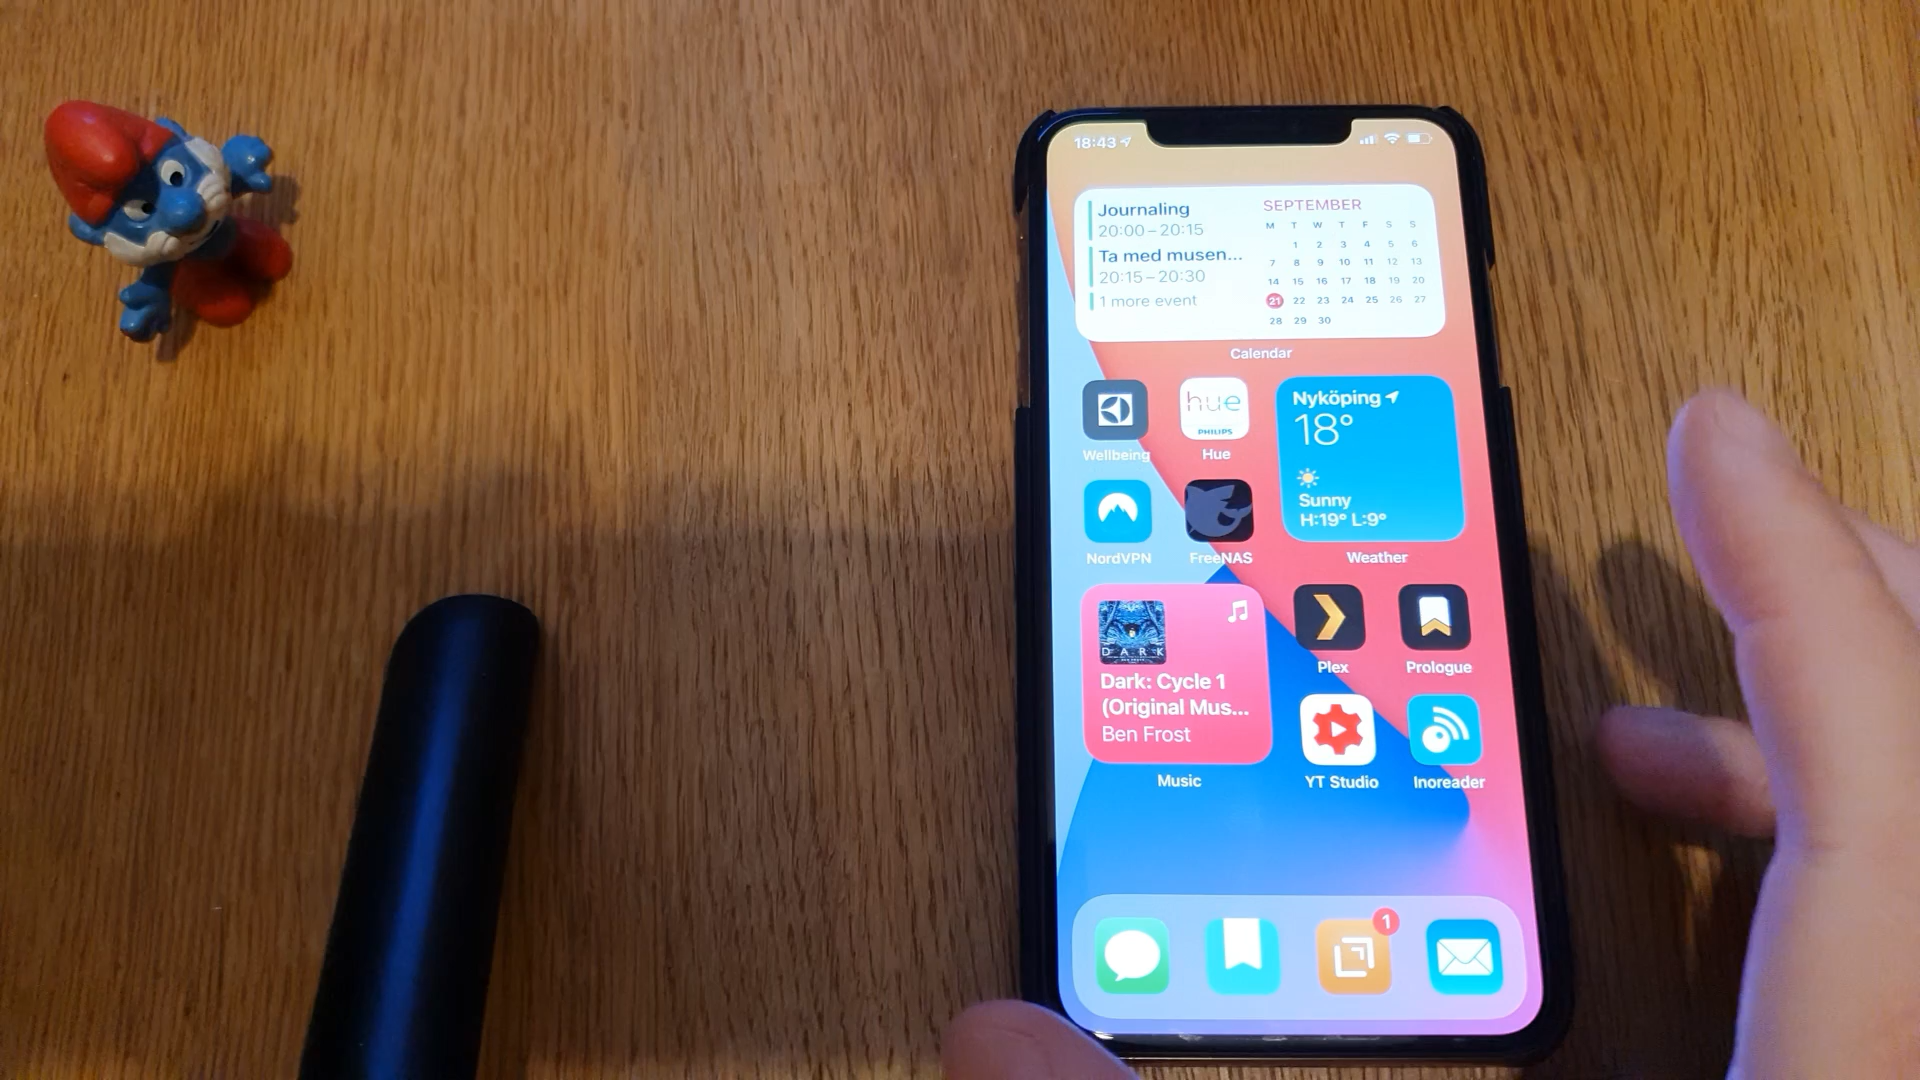 18:43
Journaling
20:00 – 20:15
Ta med musen...
20:15 – 20:30
1 more event
SEPTEMBER
M T W T F S S
1 2 3 4 5 6
7 8 9 10 11 12 13
14 15 16 17 18 19 20
21 22 23 24 25 26 27
28 29 30
Calendar
hue
PHILIPS
Wellbeing
Hue
Nyköping
18°
Sunny
H:19° L:9°
NordVPN
FreeNAS
Weather
DARK
Dark: Cycle 1
(Original Mus...
Ben Frost
Music
Plex
Prologue
YT Studio
Inoreader
1